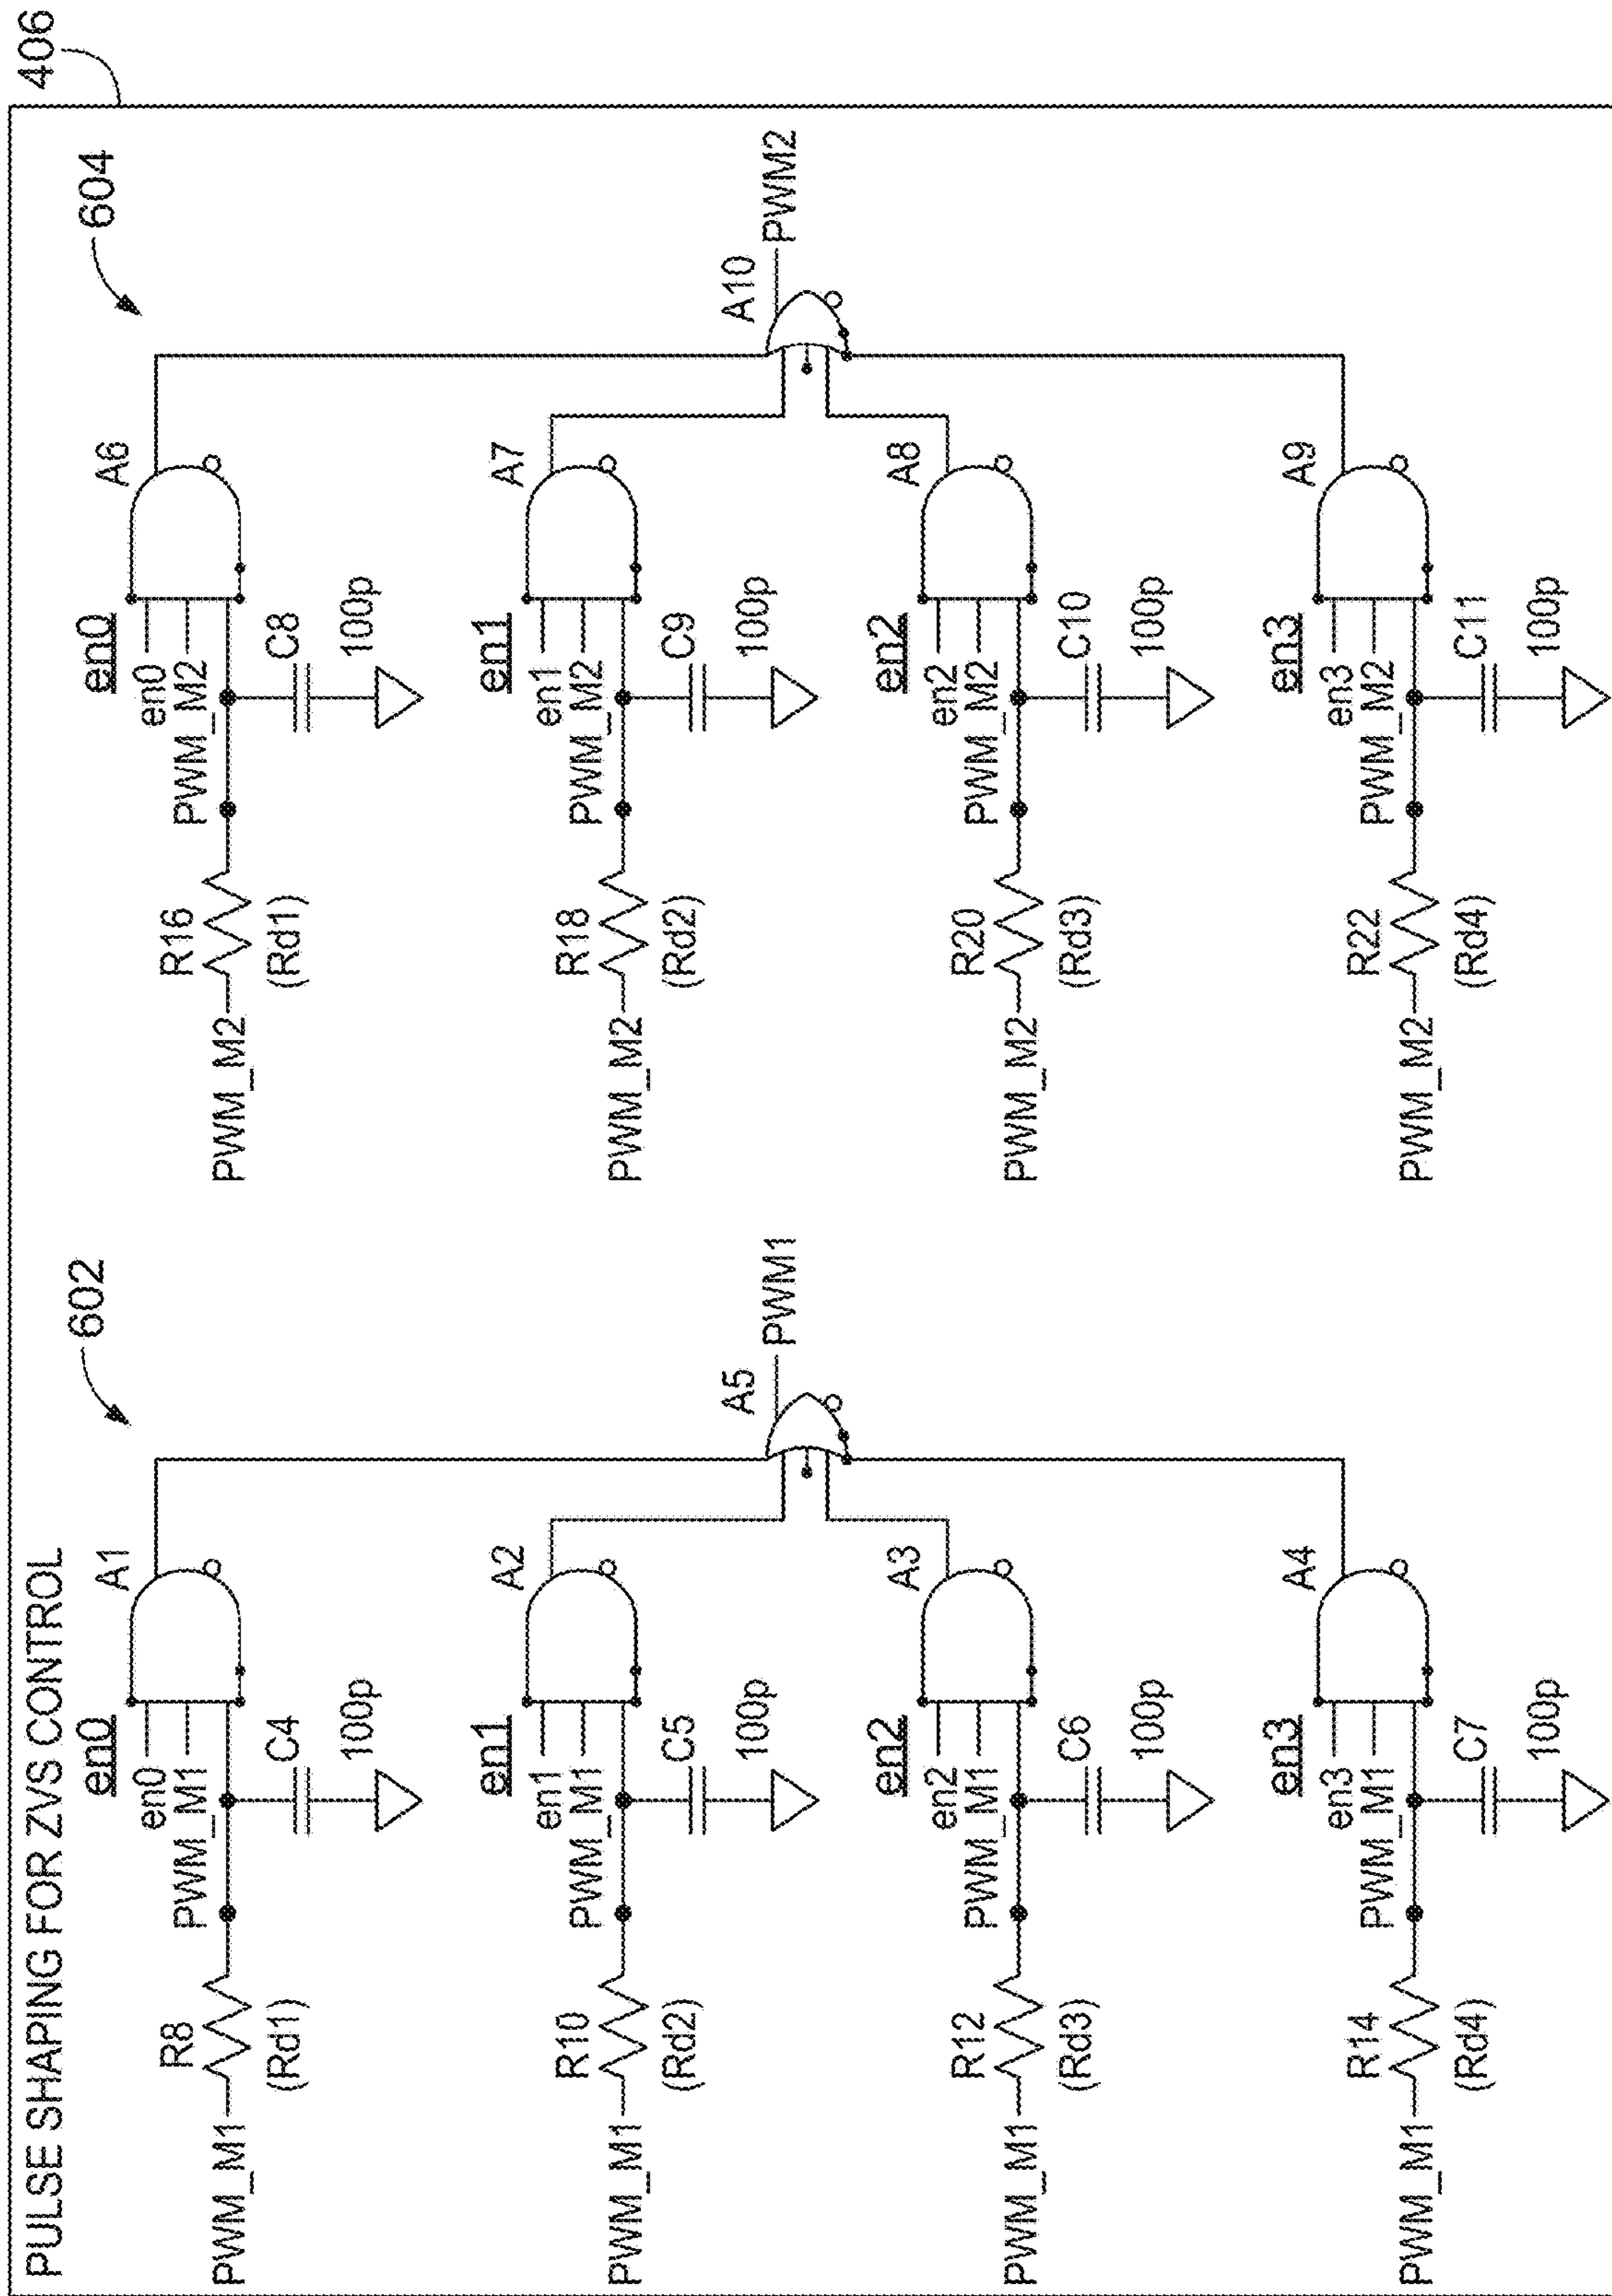 406
PULSE SHAPING FOR ZVS CONTROL
602
PWM_M1
R8
(Rd1)
PWM_M1
en0
en0
C4
100p
A1
PWM_M1
R10
(Rd2)
PWM_M1
en1
en1
C5
100p
A2
PWM_M1
R12
(Rd3)
PWM_M1
en2
en2
C6
100p
A3
PWM_M1
R14
(Rd4)
PWM_M1
en3
en3
C7
100p
A4
A5
PWM1
604
PWM_M2
R16
(Rd1)
PWM_M2
en0
en0
C8
100p
A6
PWM_M2
R18
(Rd2)
PWM_M2
en1
en1
C9
100p
A7
PWM_M2
R20
(Rd3)
PWM_M2
en2
en2
C10
100p
A8
PWM_M2
R22
(Rd4)
PWM_M2
en3
en3
C11
100p
A9
A10
PWM2